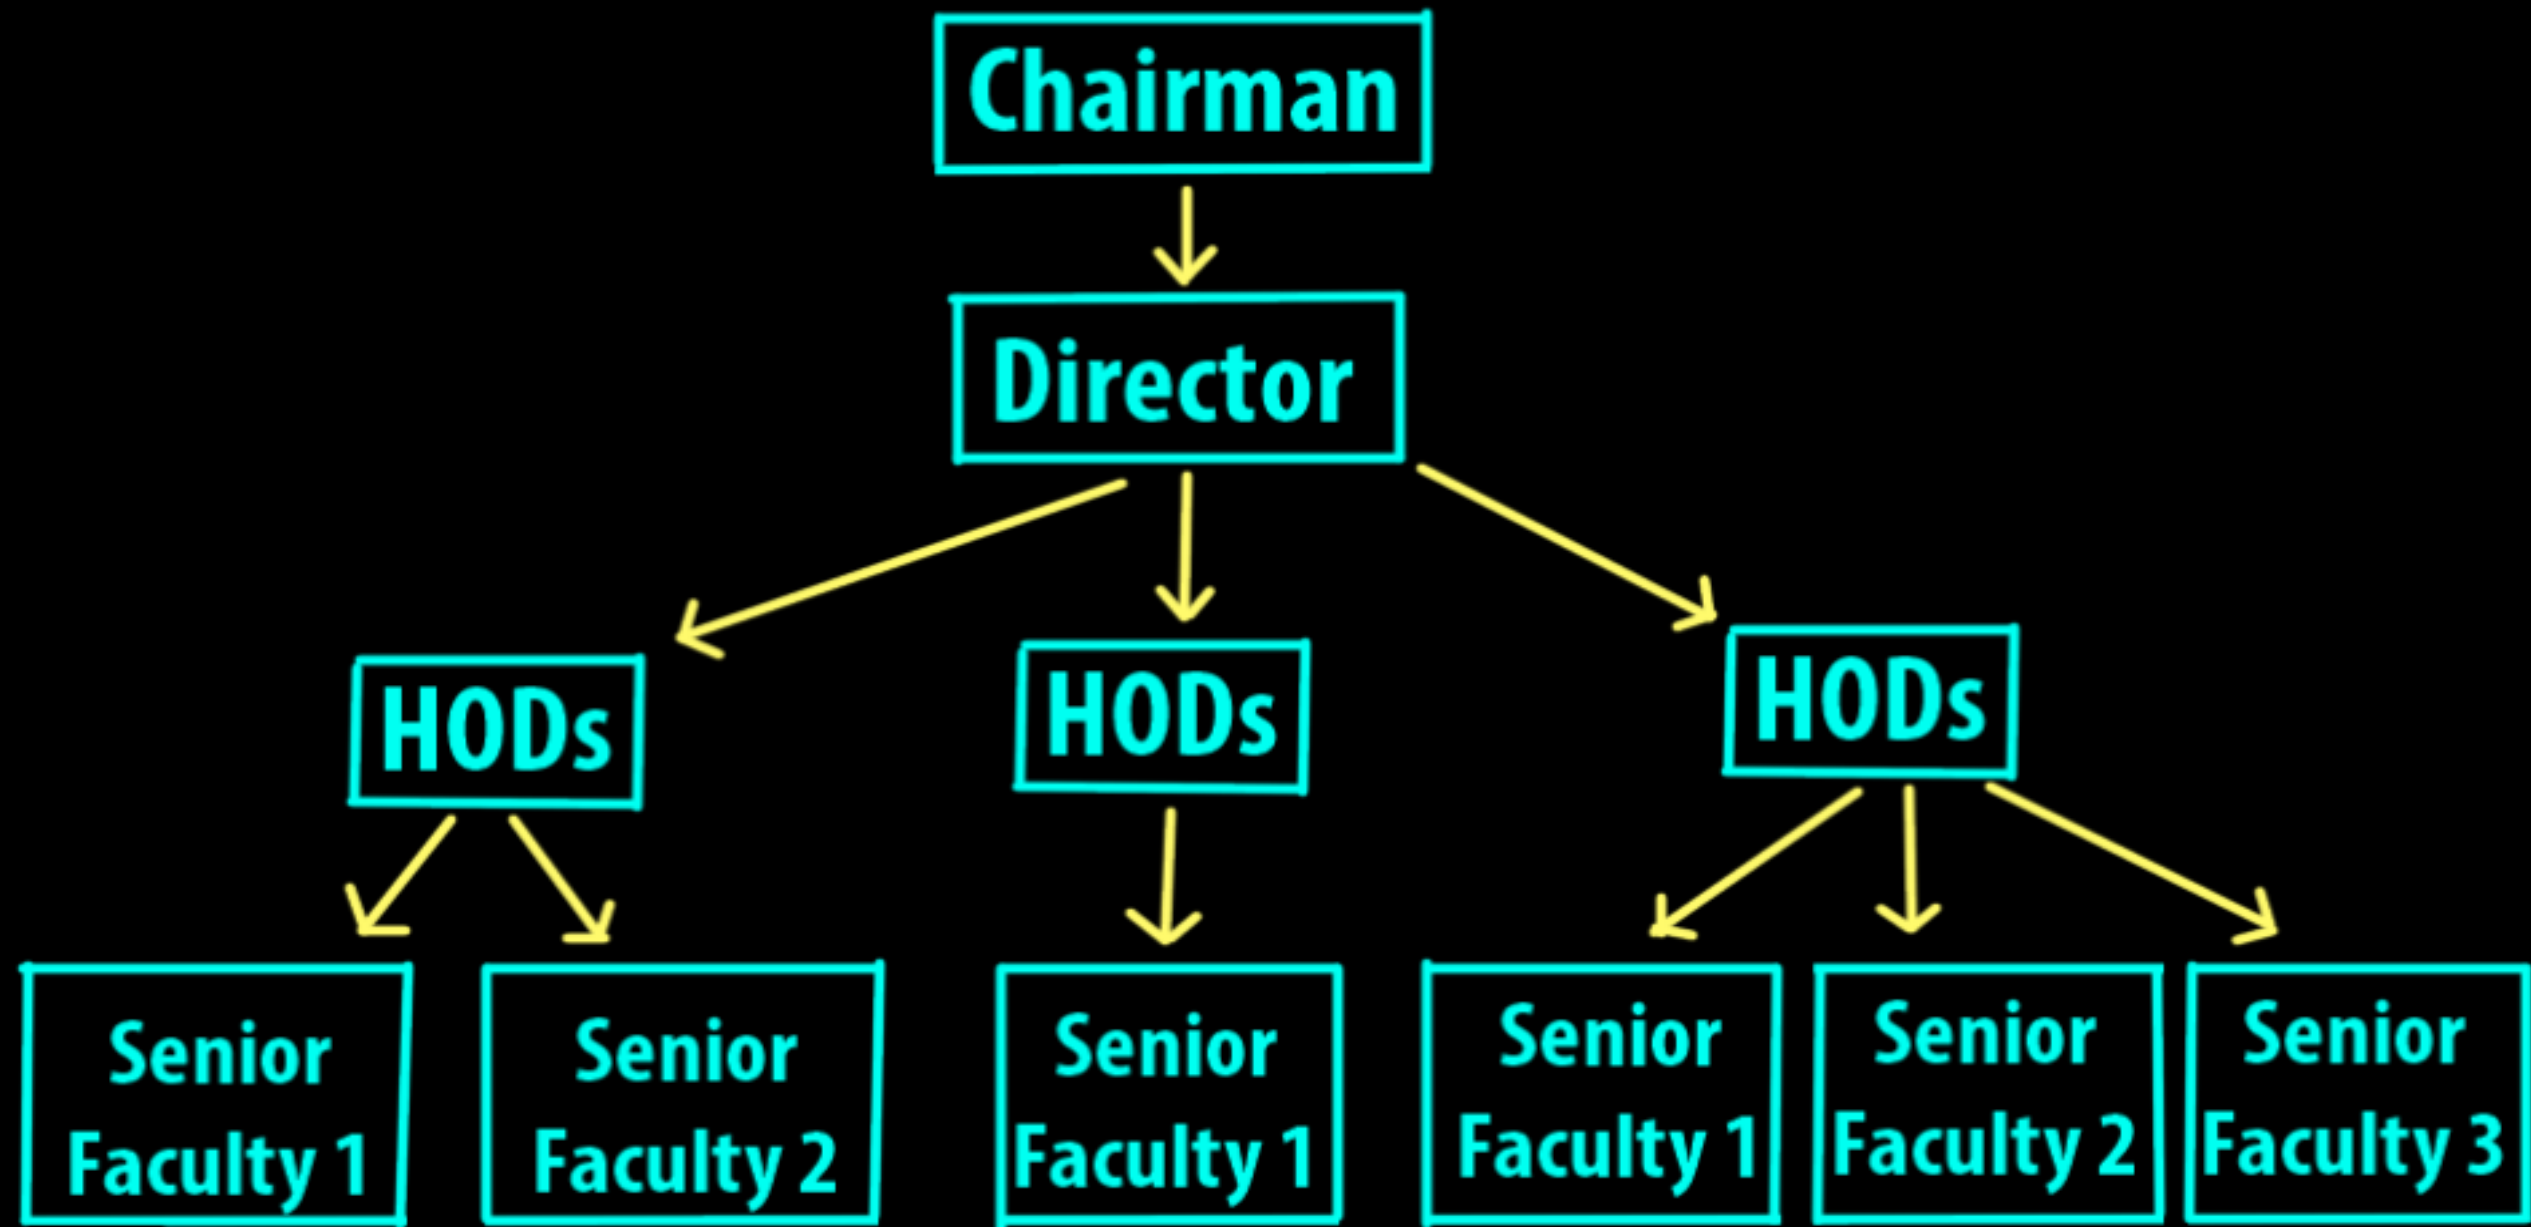 Chairman
Director
HODs
HODs
HODs
Senior
Faculty 1
Senior
Faculty 2
Senior
Faculty 1
Senior
Faculty 1
Senior
Faculty 2
Senior
Faculty 3